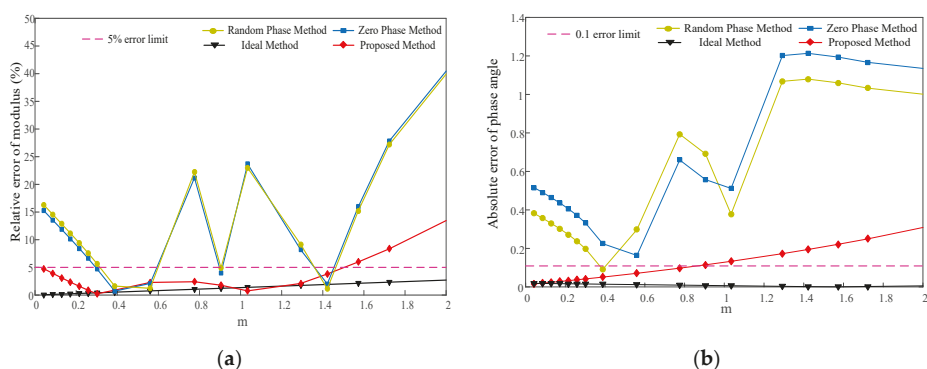 50
45
40
35
30
25
20
15
10
5
0
Relative error of modulus (%)
5% error limit
Random Phase Method
Zero Phase Method
Ideal Method
Proposed Method
0 0.2 0.4 0.6 0.8 1 1.2 1.4 1.6 1.8 2
m
(a)
1.4
1.2
1
0.8
0.6
0.4
0.2
0
Absolute error of phase angle
0.1 error limit
Random Phase Method
Zero Phase Method
Ideal Method
Proposed Method
0 0.2 0.4 0.6 0.8 1 1.2 1.4 1.6 1.8 2
m
(b)